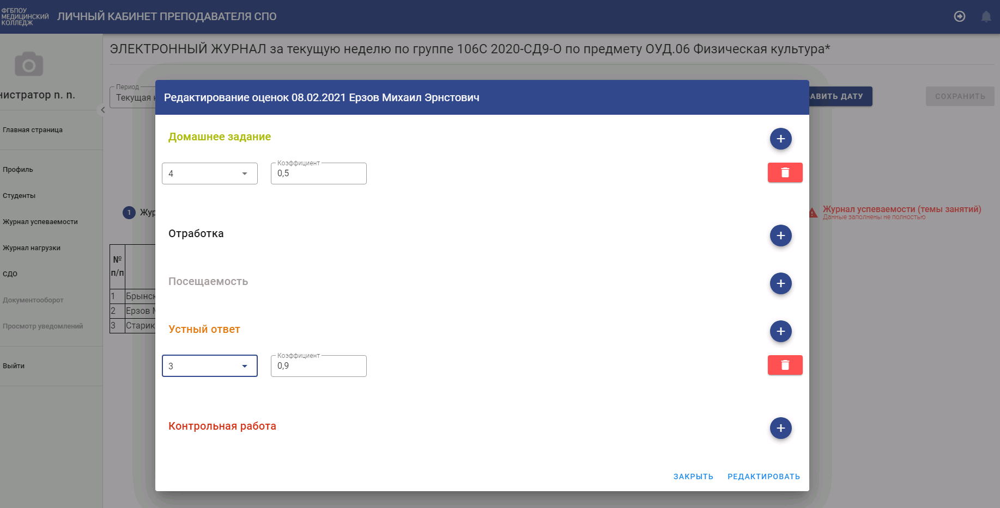 ФГБПОУ
МЕДИЦИНСКИЙ
КОЛЛЕДЖ
ЛИЧНЫЙ КАБИНЕТ ПРЕПОДАВАТЕЛЯ СПО
нистратор n. n.
Главная страница
Профиль
Студенты
Журнал успеваемости
Журнал нагрузки
СДО
Документооборот
Просмотр уведомлений
Выйти
ЭЛЕКТРОННЫЙ ЖУРНАЛ за текущую неделю по группе 106С 2020-СД9-О по предмету ОУД.06 Физическая культура*
Период
Текущая
АВИТЬ ДАТУ
СОХРАНИТЬ
1 Жур
Журнал успеваемости (темы занятий)
Данные заполнены не полностью
№
п/п
1 Брынск
2 Ерзов М
3 Старик
Редактирование оценок 08.02.2021 Ерзов Михаил Эрнстович
Домашнее задание
Коэффициент
4 0,5
Отработка
Посещаемость
Устный ответ
Коэффициент
3 0,9
Контрольная работа
ЗАКРЫТЬ РЕДАКТИРОВАТЬ